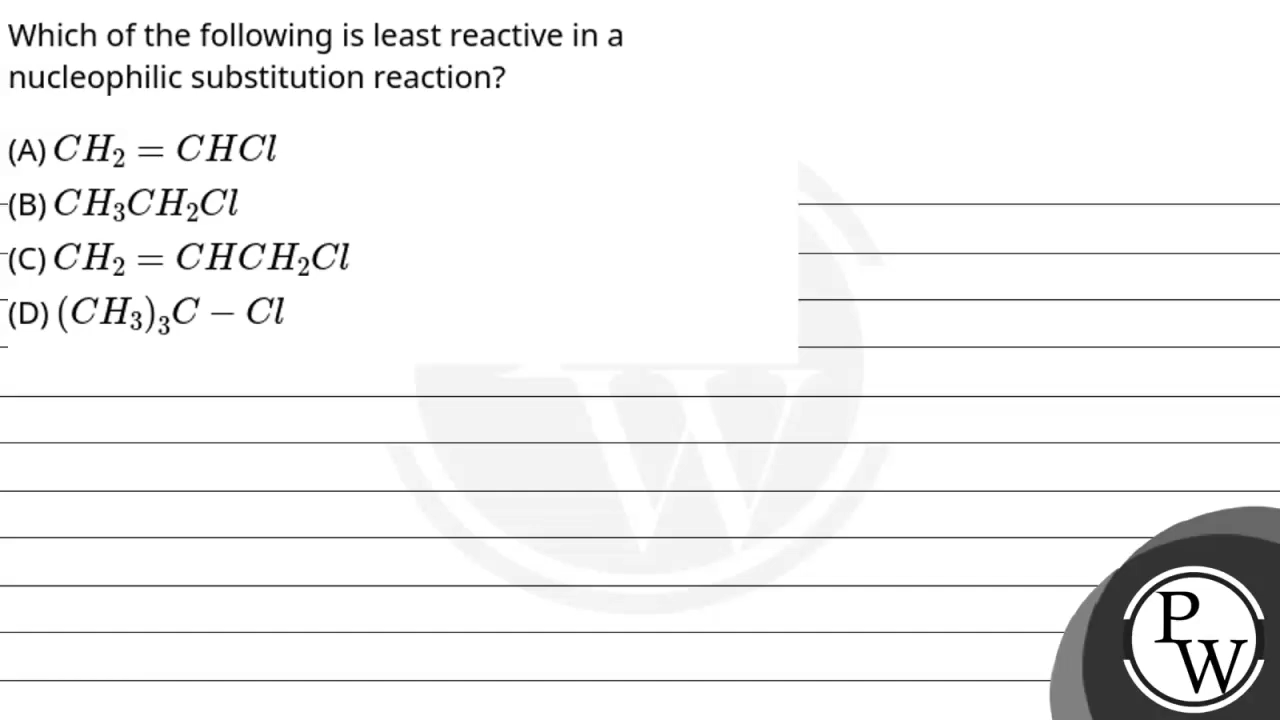 Which of the following is least reactive in a
nucleophilic substitution reaction?
(A) CH₂ = CHCl
(B) CH₃CH₂Cl
(C) CH₂ = CHCH₂Cl
(D) (CH₃)₃C − Cl
W
P
W